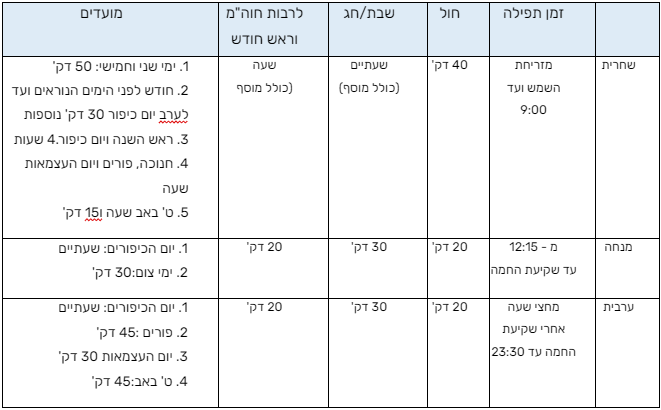 זמן תפילה
חול
שבת/חג
לרבות חוה"מ
וראש חודש
מועדים
שחרית
מזריחת
השמש ועד
9:00
40 דק'
שעתיים
(כולל מוסף)
שעה
(כולל מוסף
1. ימי שני וחמישי: 50 דק'
2. חודש לפני הימים הנוראים ועד
לערב יום כיפור 30 דק' נוספות
3. ראש השנה ויום כיפור.4 שעות
4. חנוכה, פורים ויום העצמאות
שעה
5. ט' באב שעה ו15 דק'
מנחה
מ - 12:15
עד שקיעת החמה
20 דק'
30 דק'
20 דק'
1. יום הכיפורים: שעתיים
2. ימי צום:30 דק'
ערבית
מחצי שעה
אחרי שקיעת
החמה עד 23:30
20 דק'
30 דק'
20 דק'
1. יום הכיפורים: שעתיים
2. פורים :45 דק'
3. יום העצמאות 30 דק'
4. ט' באב:45 דק'